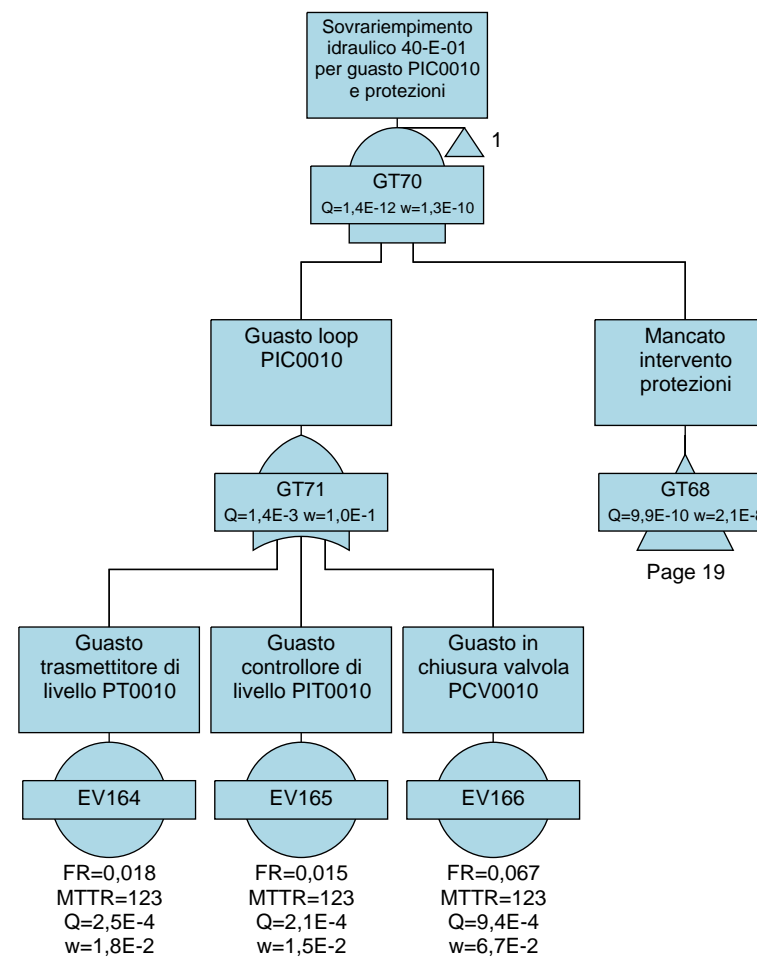 Sovrariempimento
idraulico 40-E-01
per guasto PIC0010
e protezioni
1
GT70
Q=1,4E-12 w=1,3E-10
Guasto loop
PIC0010
Mancato
intervento
protezioni
GT71
Q=1,4E-3 w=1,0E-1
GT68
Q=9,9E-10 w=2,1E-8
Page 19
Guasto
trasmettitore di
livello PT0010
Guasto
controllore di
livello PIT0010
Guasto in
chiusura valvola
PCV0010
EV164
EV165
EV166
FR=0,018
MTTR=123
Q=2,5E-4
w=1,8E-2
FR=0,015
MTTR=123
Q=2,1E-4
w=1,5E-2
FR=0,067
MTTR=123
Q=9,4E-4
w=6,7E-2